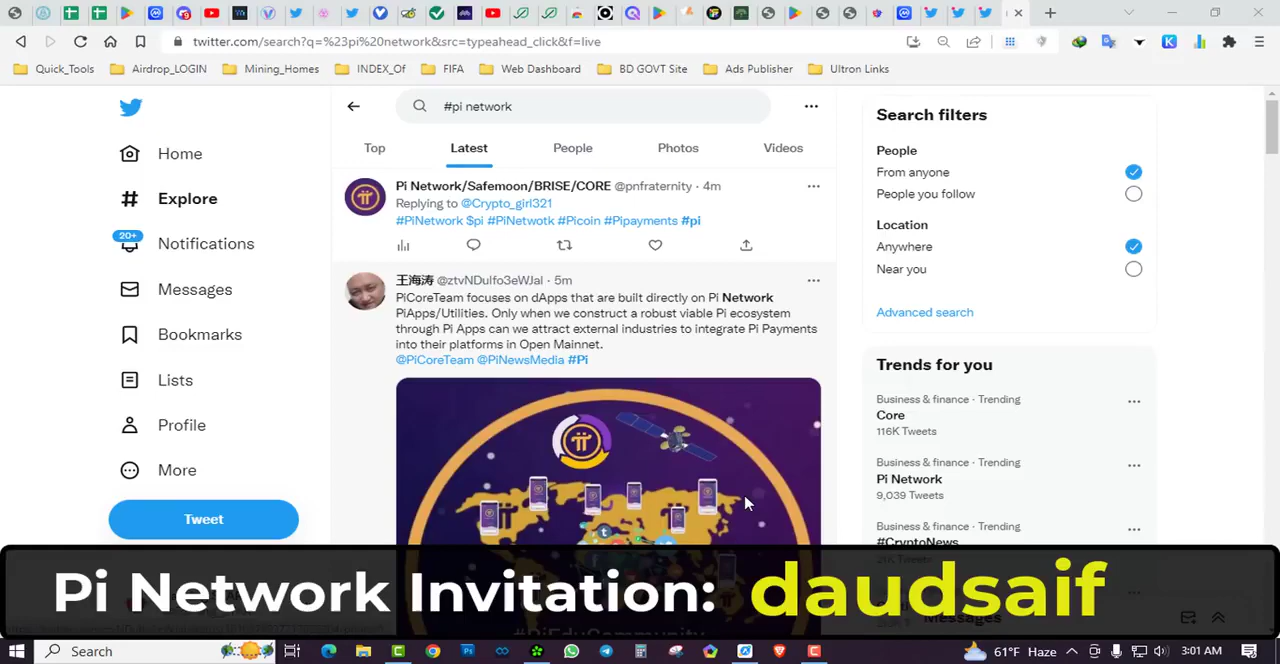 twitter.com/search?q=%23pi%20network&src=typeahead_click&f=live
Quick_Tools Airdrop_LOGIN Mining_Homes INDEX_Of FIFA Web Dashboard BD GOVT Site Ads Publisher Ultron Links
#pi network
Top Latest People Photos Videos
Home
Explore
20+
Notifications
Messages
Bookmarks
Lists
Profile
More
Tweet
Pi Network/Safemoon/BRISE/CORE @pnfraternity · 4m
Replying to @Crypto_girl321
#PiNetwork $pi #PiNetwotk #Picoin #Pipayments #pi
王海涛 @ztvNDulfo3eWJal · 5m
PiCoreTeam focuses on dApps that are built directly on Pi Network
PiApps/Utilities. Only when we construct a robust viable Pi ecosystem
through Pi Apps can we attract external industries to integrate Pi Payments
into their platforms in Open Mainnet.
@PiCoreTeam @PiNewsMedia #Pi
Search filters
People
From anyone
People you follow
Location
Anywhere
Near you
Advanced search
Trends for you
Business & finance · Trending
Core
116K Tweets
Business & finance · Trending
Pi Network
9,039 Tweets
Business & finance · Trending
#CryptoNews
Messages
Pi Network Invitation: daudsaif
Search
61°F Haze
3:01 AM